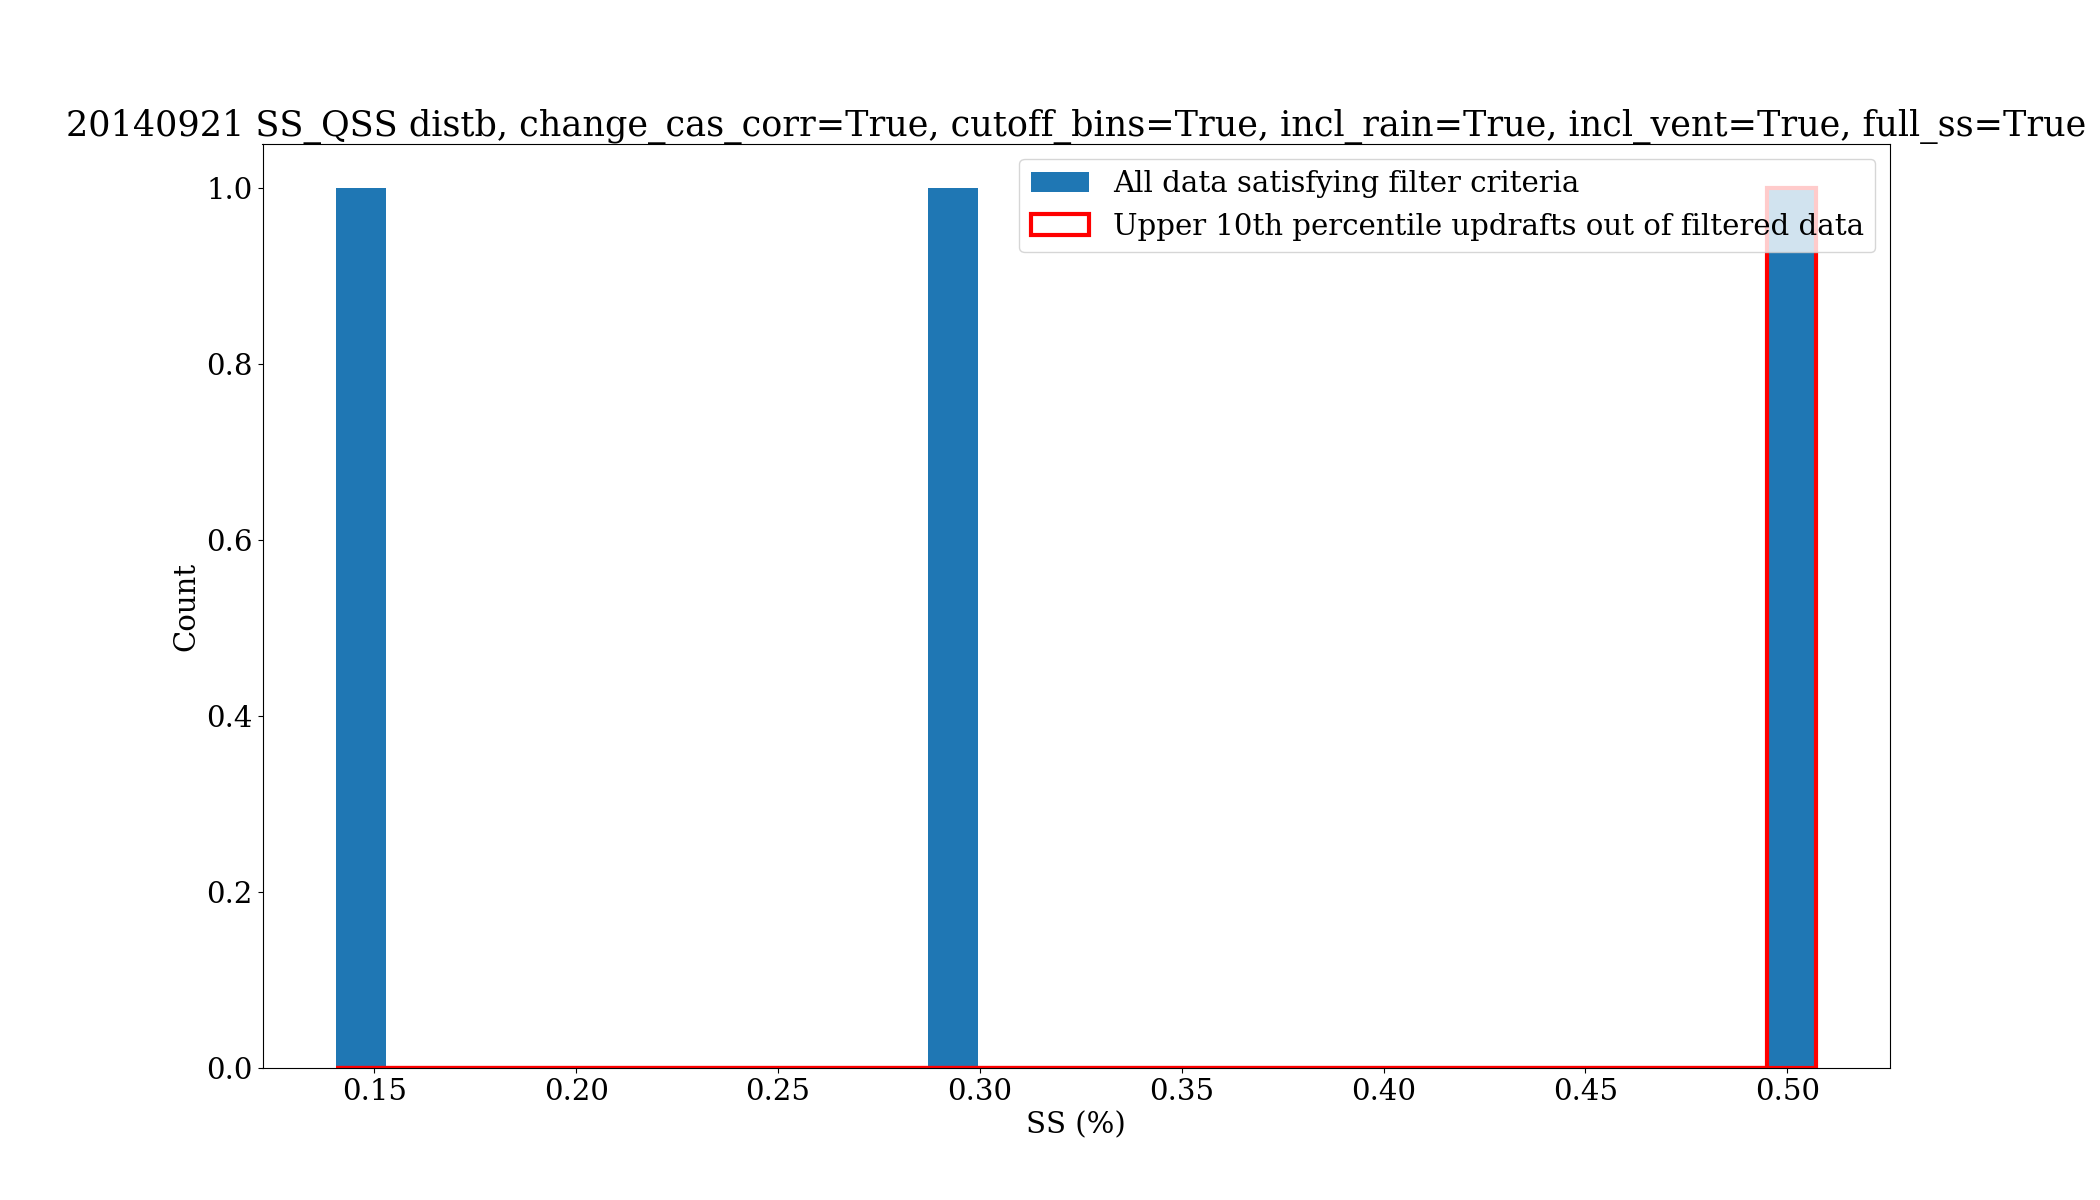 20140921 SS_QSS distb, change_cas_corr=True, cutoff_bins=True, incl_rain=True, incl_vent=True, full_ss=True
All data satisfying filter criteria
Upper 10th percentile updrafts out of filtered data
1.0
0.8
0.6
0.4
0.2
0.0
Count
0.15 0.20 0.25 0.30 0.35 0.40 0.45 0.50
SS (%)